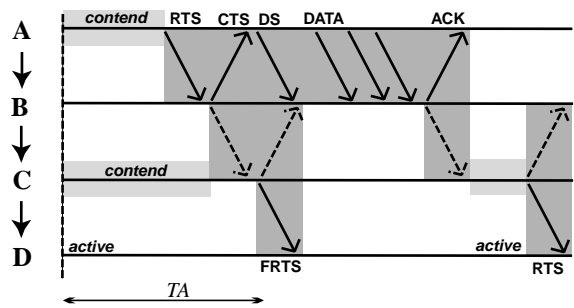 A contend RTS CTS DS DATA ACK
B
C contend
D active FRTS active RTS
TA